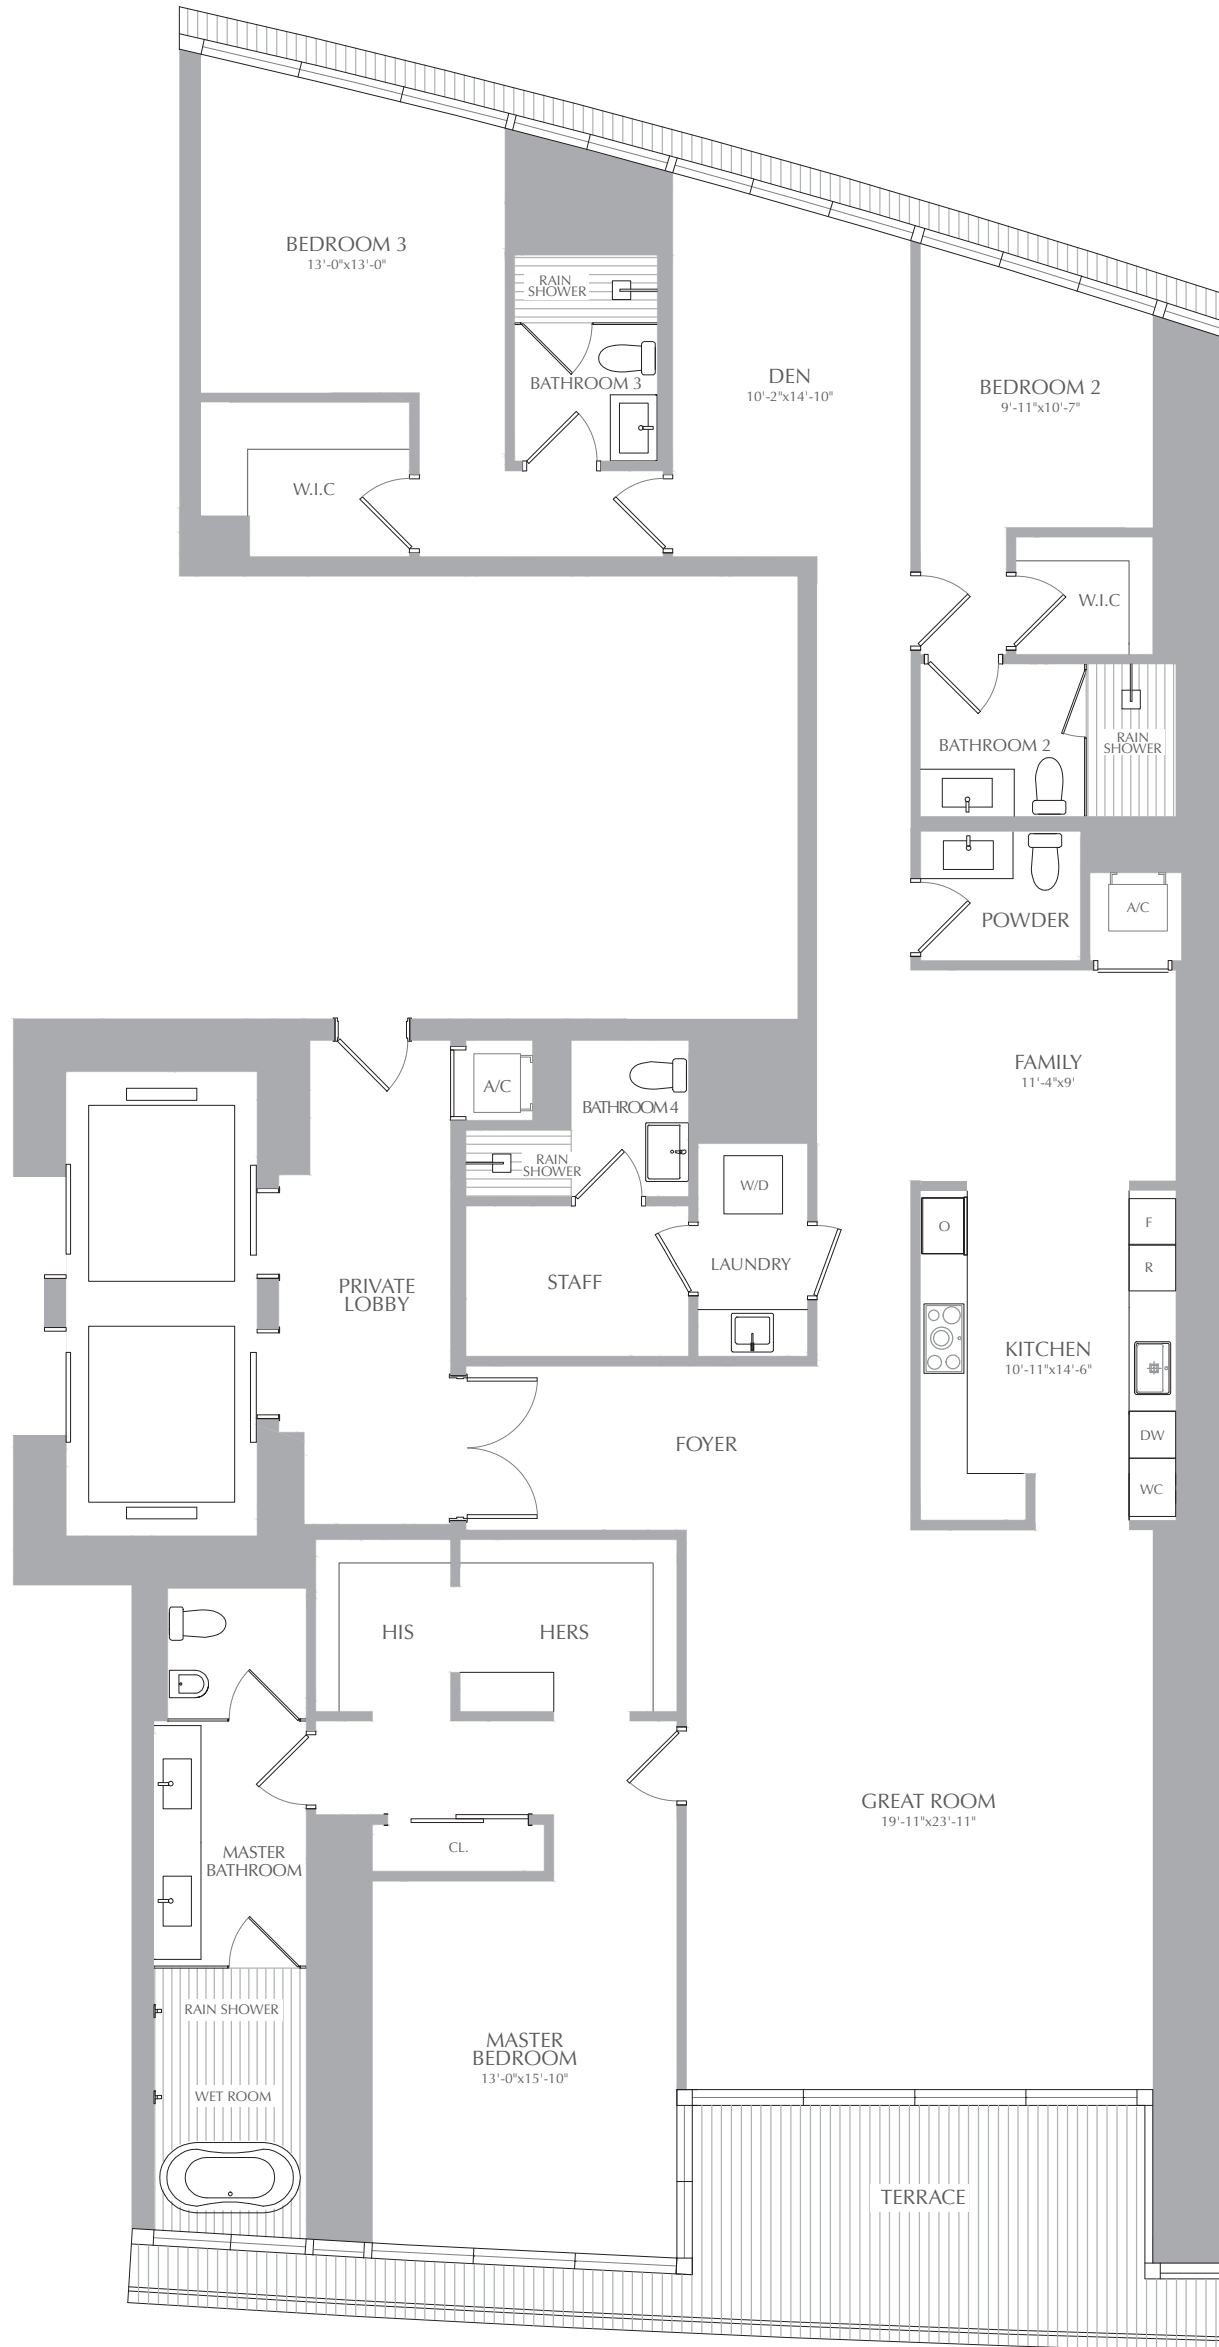 BEDROOM 3
13'-0"x13'-0"
RAIN
SHOWER
BATHROOM 3
DEN
10'-2"x14'-10"
BEDROOM 2
9'-11"x10'-7"
W.I.C
W.I.C
BATHROOM 2
RAIN
SHOWER
POWDER
A/C
FAMILY
11'-4"x9'
A/C
BATHROOM 4
RAIN
SHOWER
W/D
LAUNDRY
STAFF
PRIVATE
LOBBY
O
F
R
KITCHEN
10'-11"x14'-6"
DW
WC
FOYER
HIS
HERS
GREAT ROOM
19'-11"x23'-11"
CL.
MASTER
BATHROOM
RAIN SHOWER
WET ROOM
MASTER
BEDROOM
13'-0"x15'-10"
TERRACE